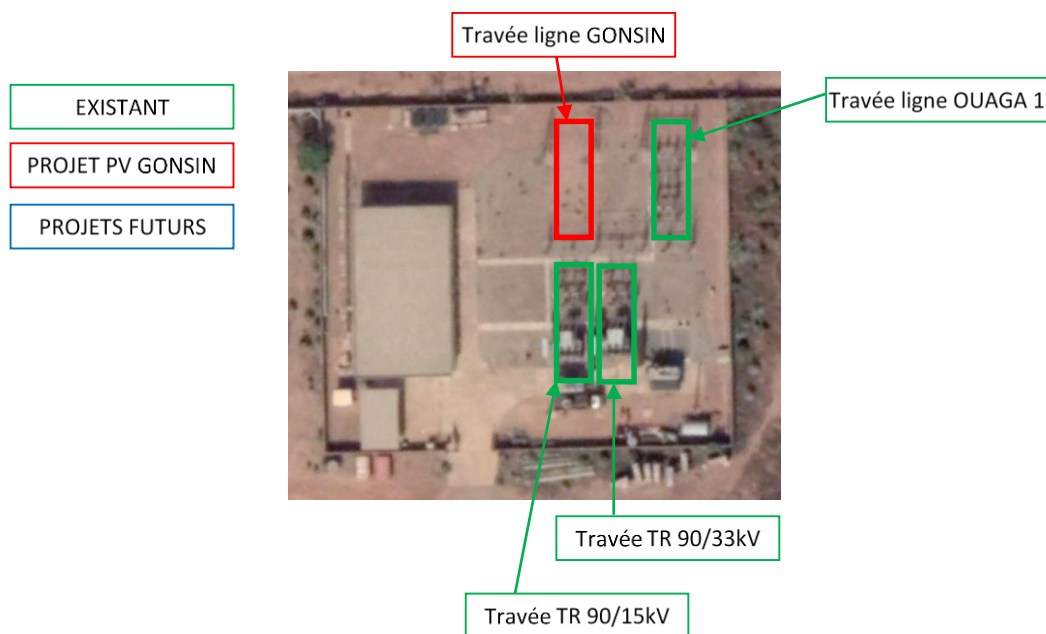 Travée ligne GONSIN
EXISTANT
Travée ligne OUAGA 1
PROJET PV GONSIN
PROJETS FUTURS
Travée TR 90/33kV
Travée TR 90/15kV